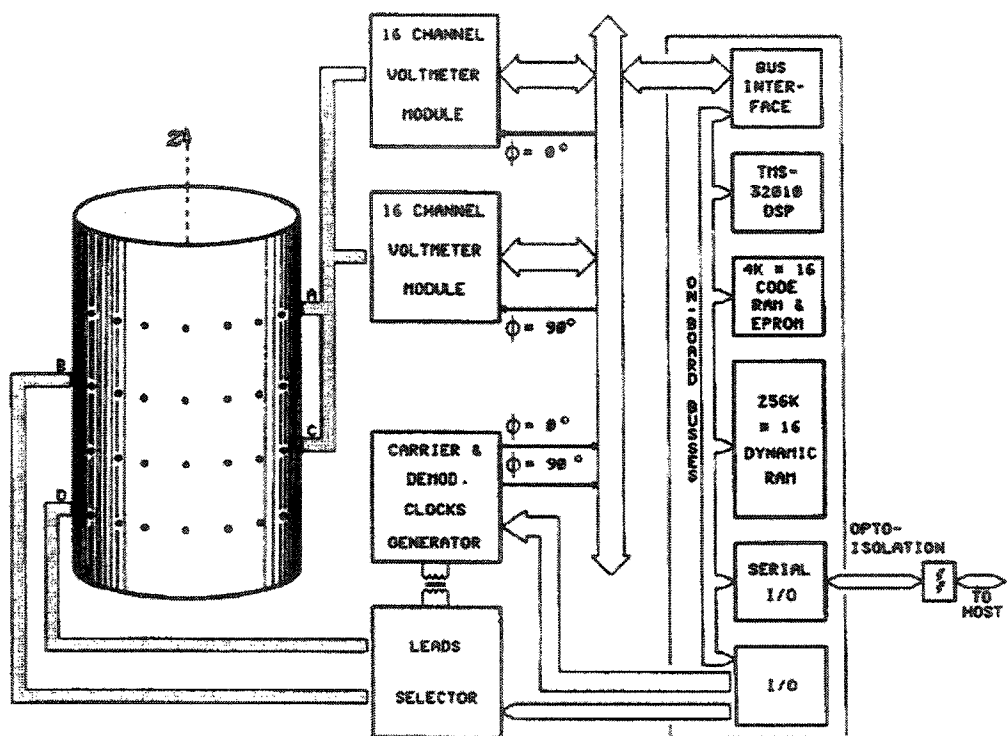 16 CHANNEL
VOLTMETER
MODULE
ϕ = 0°
16 CHANNEL
VOLTMETER
MODULE
ϕ = 90°
A
B
C
D
ϕ = 0°
ϕ = 90°
CARRIER &
DEMOD.
CLOCKS
GENERATOR
LEADS
SELECTOR
ON-BOARD BUSSES
BUS
INTER-
FACE
TMS-
32010
DSP
4K = 16
CODE
RAM &
EPROM
256K
= 16
DYNAMIC
RAM
SERIAL
I/O
I/O
OPTO-
ISOLATION
TO